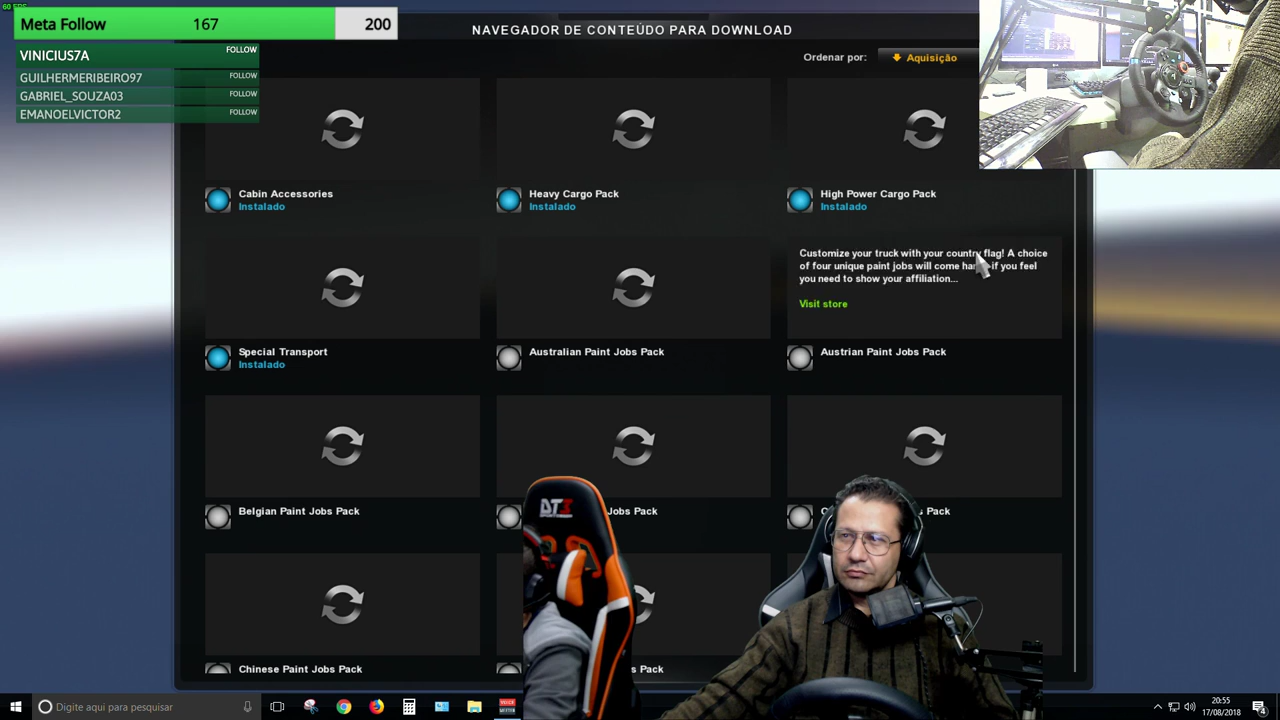 60 FPS
Meta Follow 167 200
VINICIUS7A FOLLOW
GUILHERMERIBEIRO97 FOLLOW
GABRIEL_SOUZA03 FOLLOW
EMANOELVICTOR2 FOLLOW
NAVEGADOR DE CONTEÚDO PARA DOWNLOAD
Ordenar por: Aquisição
Cabin Accessories
Instalado
Heavy Cargo Pack
Instalado
High Power Cargo Pack
Instalado
Customize your truck with your country flag! A choice
of four unique paint jobs will come if you feel
you need to show your affiliation...
Visit store
Special Transport
Instalado
Australian Paint Jobs Pack
Austrian Paint Jobs Pack
Belgian Paint Jobs Pack
Jobs Pack
Pack
Chinese Paint Jobs Pack
s Pack
DT3
Digite aqui para pesquisar
20:55
17/08/2018